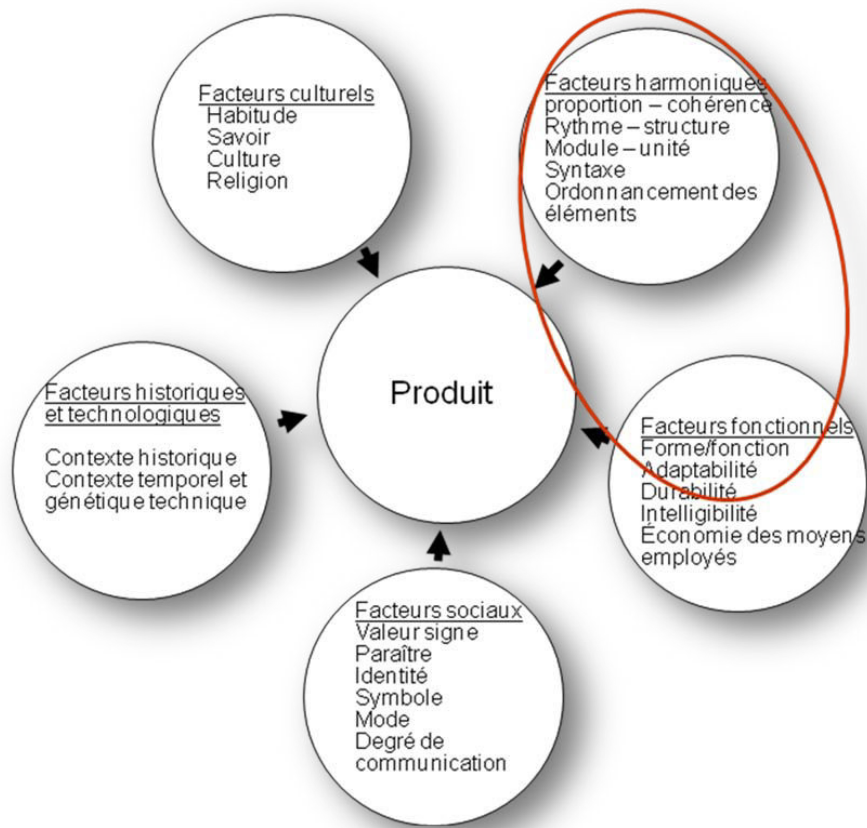 Facteurs culturels
Habitude
Savoir
Culture
Religion
Facteurs harmoniques
proportion – cohérence
Rythme – structure
Module – unité
Syntaxe
Ordonnancement des
éléments
Produit
Facteurs historiques
et technologiques
Contexte historique
Contexte temporel et
génétique technique
Facteurs fonctionnels
Forme/fonction
Adaptabilité
Durabilité
Intelligibilité
Économie des moyens
employés
Facteurs sociaux
Valeur signe
Paraître
Identité
Symbole
Mode
Degré de
communication